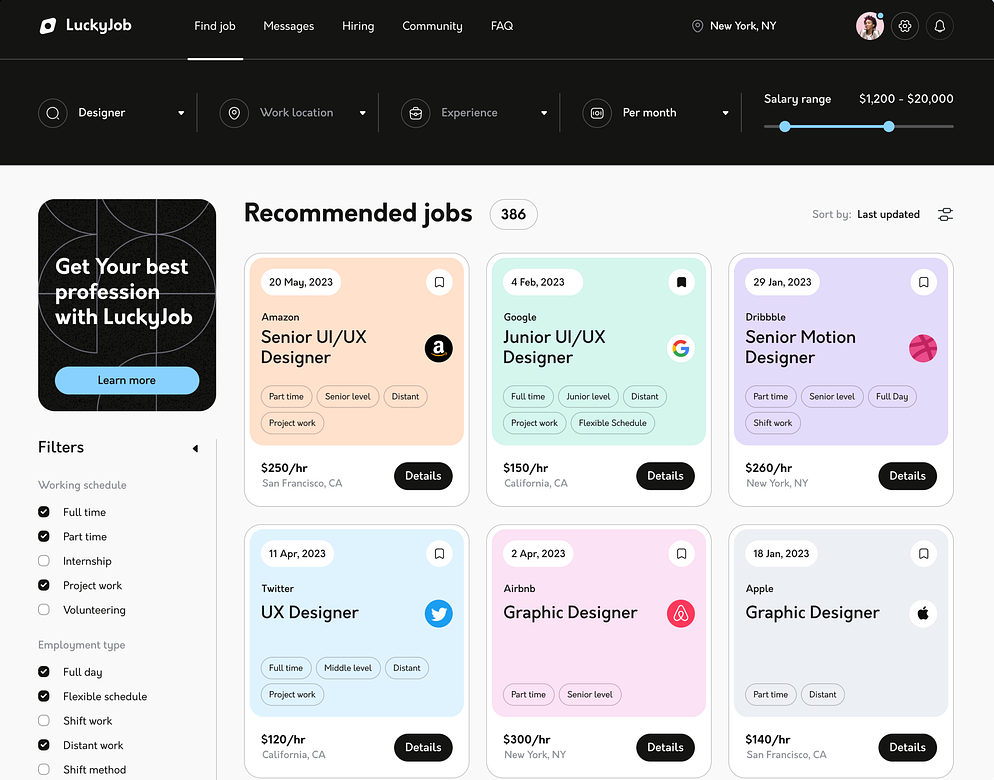 LuckyJob
Find job
Messages
Hiring
Community
FAQ
New York, NY
Designer
Work location
Experience
Per month
Salary range
$1,200 - $20,000
Get Your best
profession
with LuckyJob
Learn more
Filters
Working schedule
Full time
Part time
Internship
Project work
Volunteering
Employment type
Full day
Flexible schedule
Shift work
Distant work
Shift method
Recommended jobs
386
Sort by: Last updated
20 May, 2023
Amazon
Senior UI/UX
Designer
a
Part time
Senior level
Distant
Project work
$250/hr
San Francisco, CA
Details
4 Feb, 2023
Google
Junior UI/UX
Designer
G
Full time
Junior level
Distant
Project work
Flexible Schedule
$150/hr
California, CA
Details
29 Jan, 2023
Dribbble
Senior Motion
Designer
Part time
Senior level
Full Day
Shift work
$260/hr
New York, NY
Details
11 Apr, 2023
Twitter
UX Designer
Full time
Middle level
Distant
Project work
$120/hr
California, CA
Details
2 Apr, 2023
Airbnb
Graphic Designer
Part time
Senior level
$300/hr
New York, NY
Details
18 Jan, 2023
Apple
Graphic Designer
Part time
Distant
$140/hr
San Francisco, CA
Details